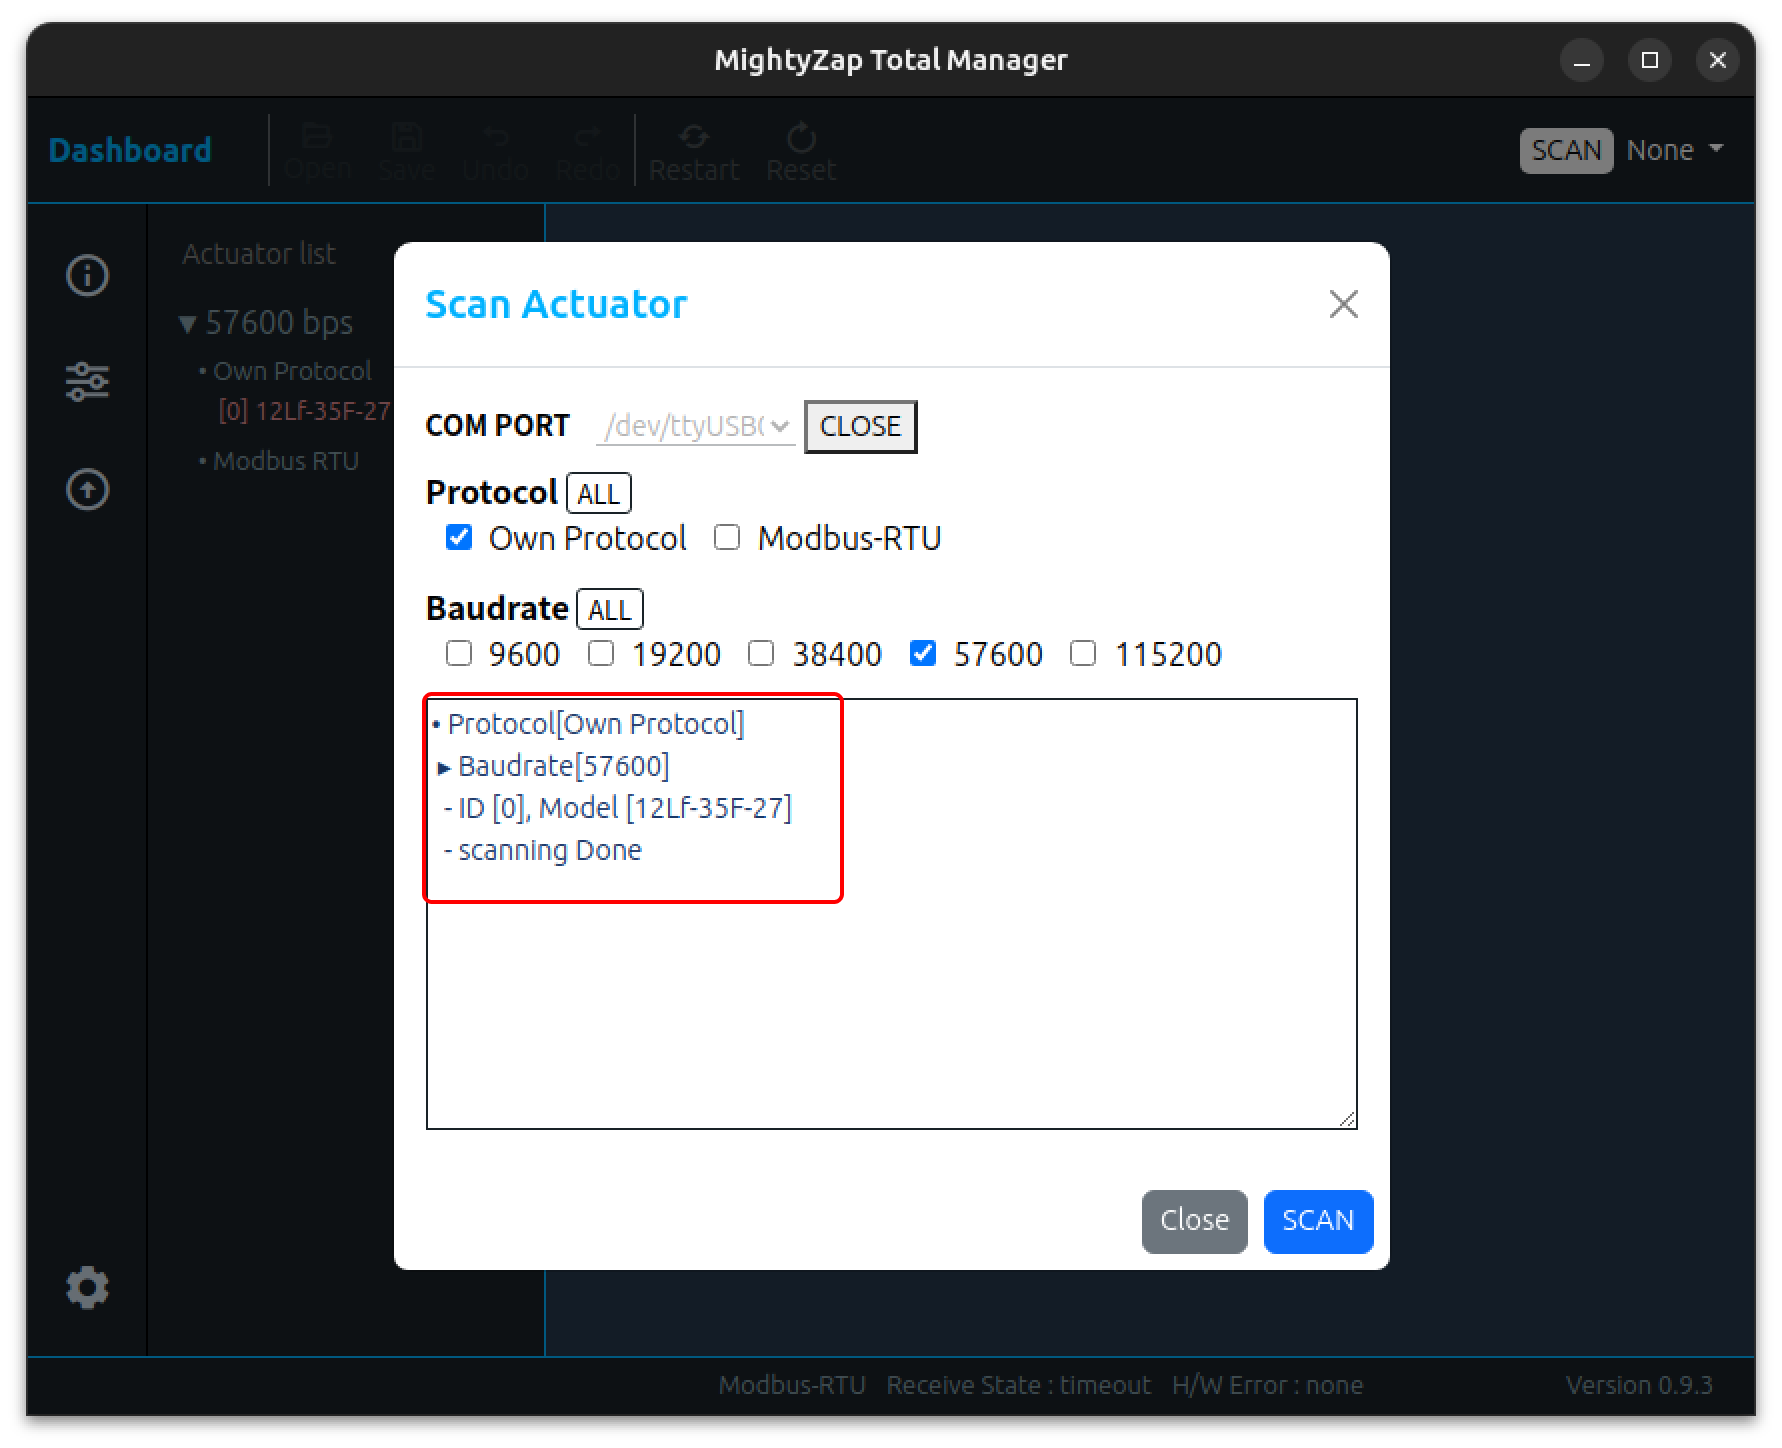 MightyZap Total Manager
Dashboard
Open Save Undo Redo Restart Reset
SCAN None
Actuator list
▼ 57600 bps
• Own Protocol
[0] 12Lf-35F-27
• Modbus RTU
Scan Actuator
COM PORT /dev/ttyUSB CLOSE
Protocol ALL
Own Protocol Modbus-RTU
Baudrate ALL
9600 19200 38400 57600 115200
• Protocol[Own Protocol]
► Baudrate[57600]
- ID [0], Model [12Lf-35F-27]
- scanning Done
Close SCAN
Modbus-RTU Receive State : timeout H/W Error : none Version 0.9.3